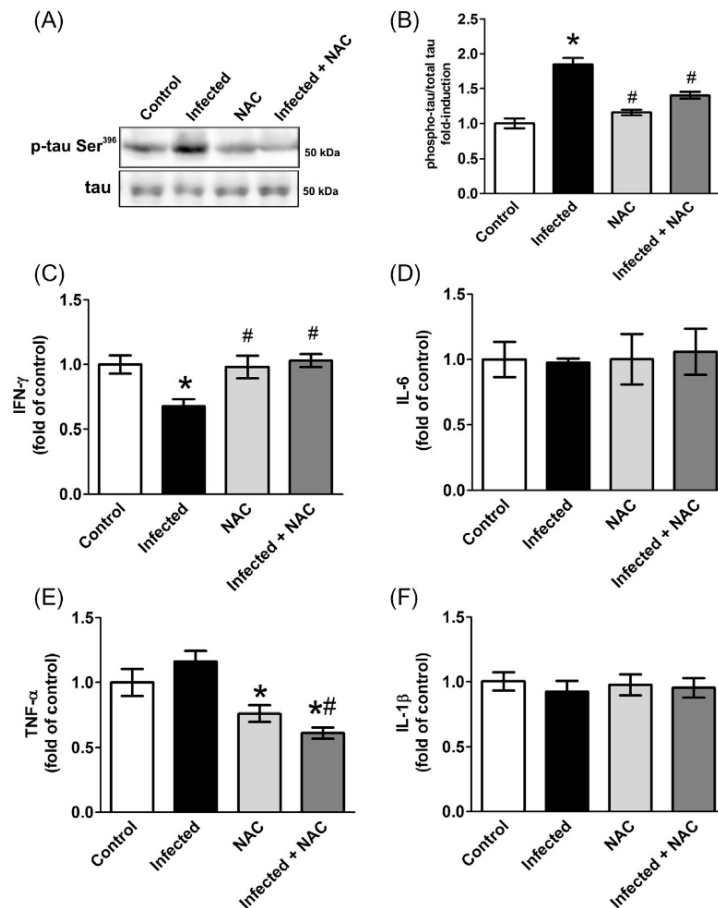 (A)
Control
Infected
NAC
Infected + NAC
p-tau Ser³⁹⁶
50 kDa
tau
50 kDa
(B)
phospho-tau/total tau
fold-induction
2.0
1.5
1.0
0.5
0.0
*
#
#
Control
Infected
NAC
Infected + NAC
(C)
IFN-γ
(fold of control)
1.5
1.0
0.5
0.0
*
#
#
Control
Infected
NAC
Infected + NAC
(D)
IL-6
(fold of control)
1.5
1.0
0.5
0.0
Control
Infected
NAC
Infected + NAC
(E)
TNF-α
(fold of control)
1.5
1.0
0.5
0.0
*
*#
Control
Infected
NAC
Infected + NAC
(F)
IL-1β
(fold of control)
1.5
1.0
0.5
0.0
Control
Infected
NAC
Infected + NAC